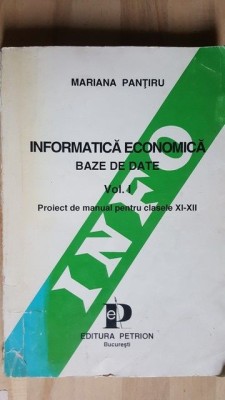 MARIANA PANȚIRU
INFORMATICĂ ECONOMICĂ
BAZE DE DATE
Vol. I
Proiect de manual pentru clasele XI-XII
INFO
eP
EDITURA PETRION
București